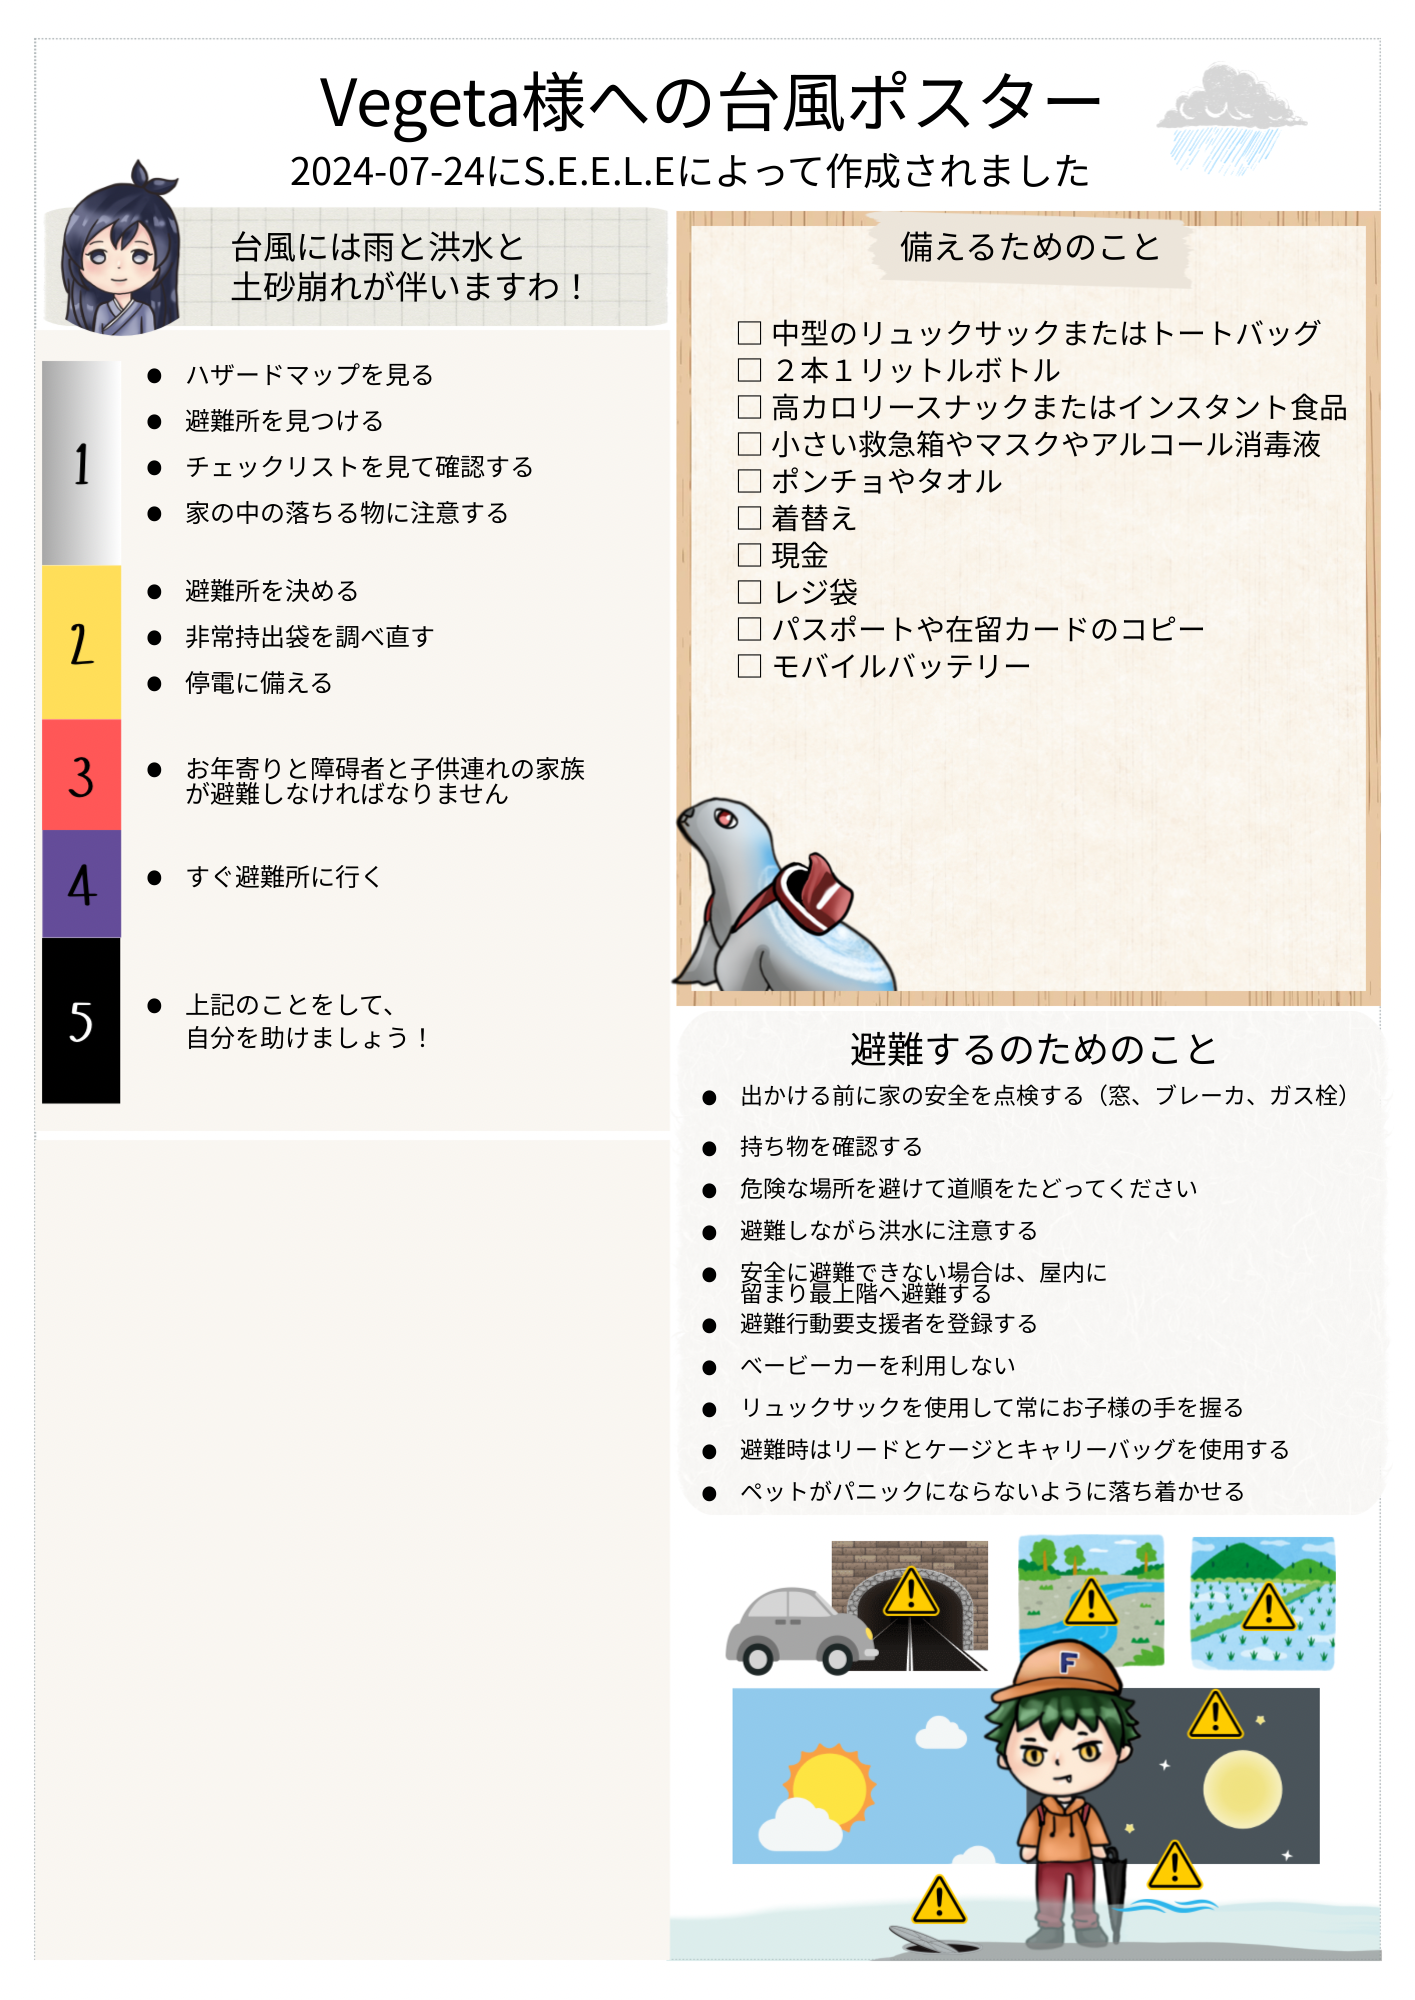 Vegeta様への台風ポスター
2024-07-24にS.E.E.L.Eによって作成されました
台風には雨と洪水と
土砂崩れが伴いますわ！
1
● ハザードマップを見る
● 避難所を見つける
● チェックリストを見て確認する
● 家の中の落ちる物に注意する
2
● 避難所を決める
● 非常持出袋を調べ直す
● 停電に備える
3
● お年寄りと障碍者と子供連れの家族
が避難しなければなりません
4
● すぐ避難所に行く
5
● 上記のことをして、
自分を助けましょう！
備えるためのこと
□ 中型のリュックサックまたはトートバッグ
□ ２本１リットルボトル
□ 高カロリースナックまたはインスタント食品
□ 小さい救急箱やマスクやアルコール消毒液
□ ポンチョやタオル
□ 着替え
□ 現金
□ レジ袋
□ パスポートや在留カードのコピー
□ モバイルバッテリー
避難するのためのこと
● 出かける前に家の安全を点検する（窓、ブレーカ、ガス栓）
● 持ち物を確認する
● 危険な場所を避けて道順をたどってください
● 避難しながら洪水に注意する
● 安全に避難できない場合は、屋内に
留まり最上階へ避難する
● 避難行動要支援者を登録する
● ベービーカーを利用しない
● リュックサックを使用して常にお子様の手を握る
● 避難時はリードとケージとキャリーバッグを使用する
● ペットがパニックにならないように落ち着かせる
F